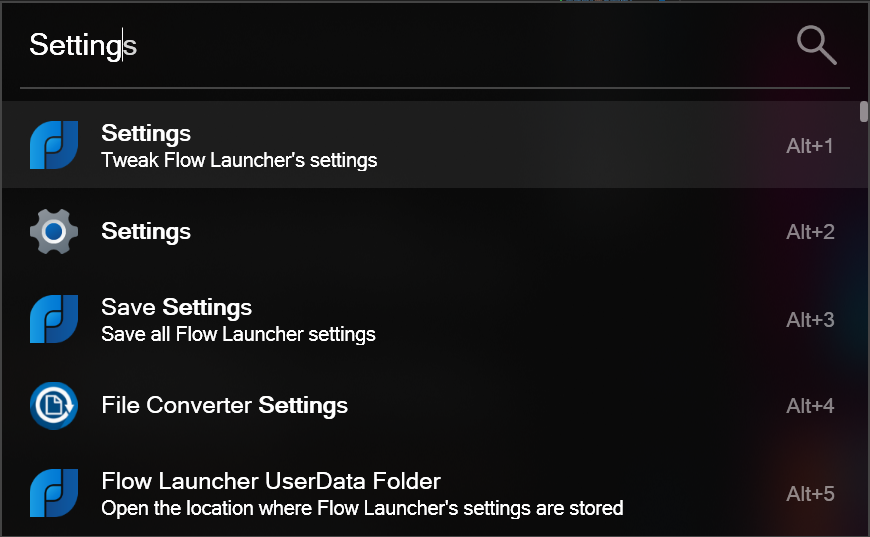 Settings
Settings
Tweak Flow Launcher's settings
Alt+1
Settings
Alt+2
Save Settings
Save all Flow Launcher settings
Alt+3
File Converter Settings
Alt+4
Flow Launcher UserData Folder
Open the location where Flow Launcher's settings are stored
Alt+5